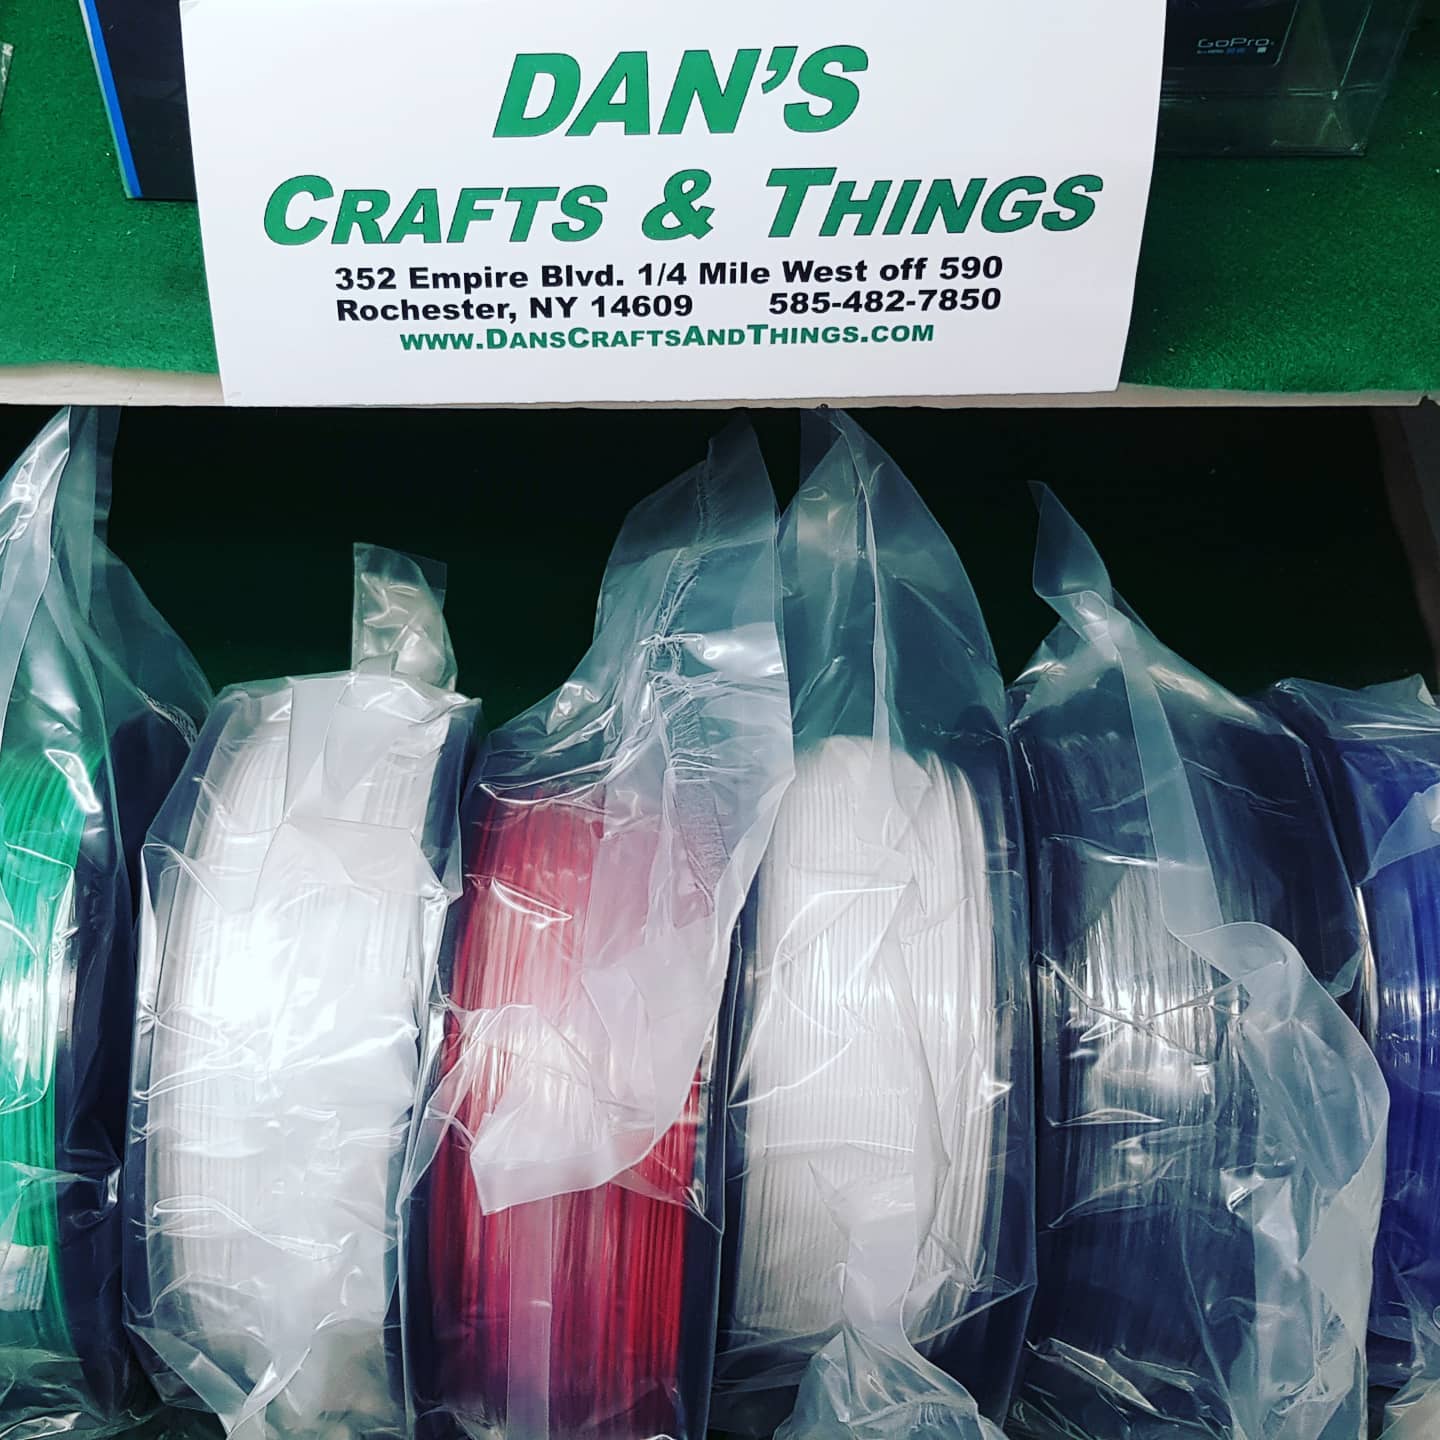 GoPro
DAN'S
CRAFTS & THINGS
352 Empire Blvd. 1/4 Mile West off 590
Rochester, NY 14609 585-482-7850
WWW.DANSCRAFTSANDTHINGS.COM